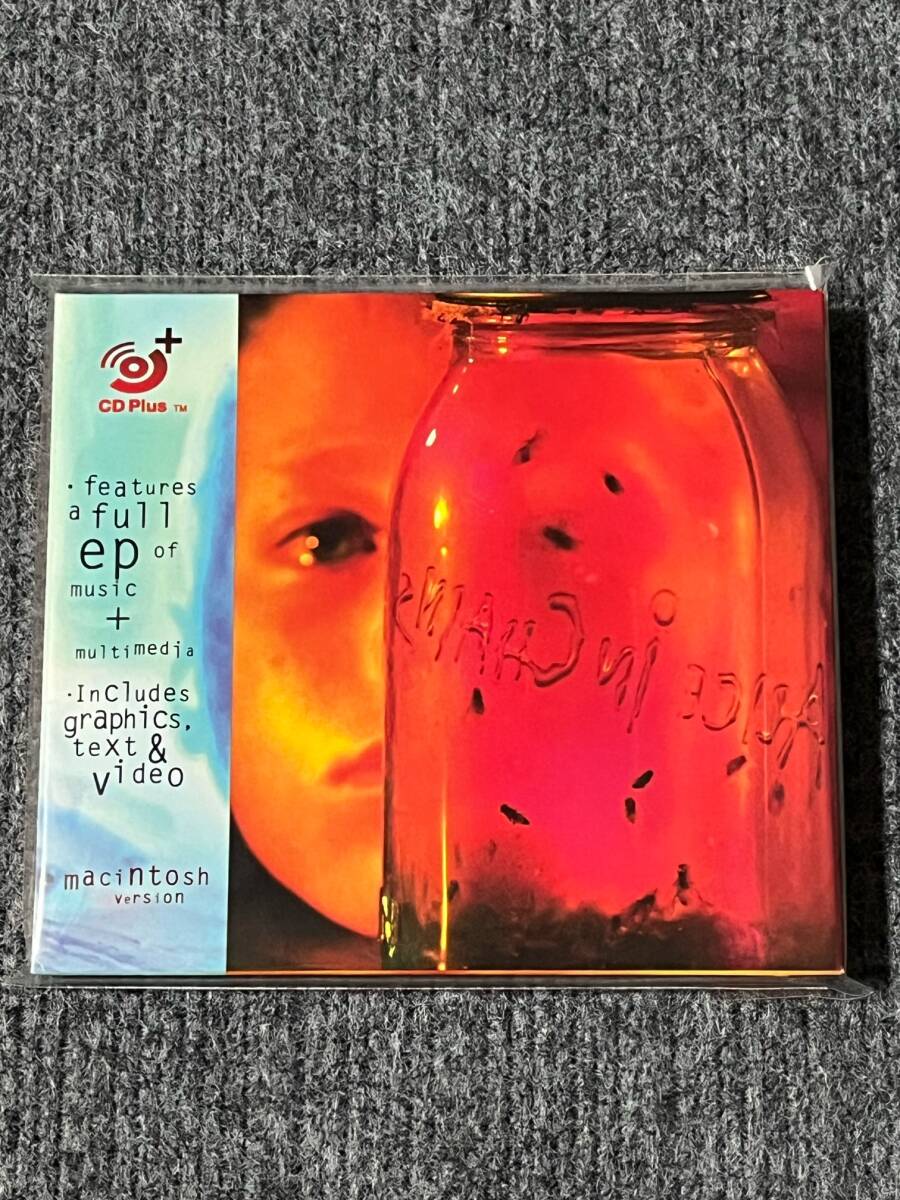 CD Plus TM
· features
a full
ep of
music
+
multimedia
·Includes
graphics,
text &
video
macintosh
version
ALICE in CHAINS